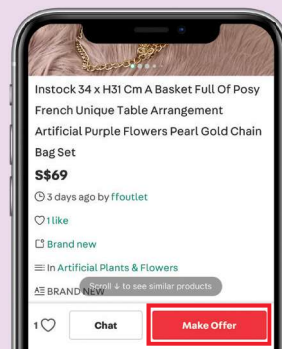 Instock 34 x H31 Cm A Basket Full Of Posy
French Unique Table Arrangement
Artificial Purple Flowers Pearl Gold Chain
Bag Set
S$69
3 days ago by ffoutlet
1 like
Brand new
In Artificial Plants & Flowers
Scroll ↓ to see similar products
BRAND NEW
1
Chat
Make Offer